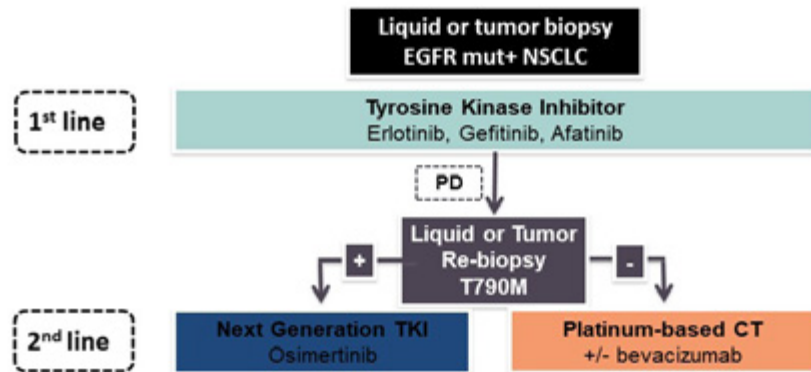 Liquid or tumor biopsy
EGFR mut+ NSCLC
1st line
Tyrosine Kinase Inhibitor
Erlotinib, Gefitinib, Afatinib
PD
Liquid or Tumor
Re-biopsy
T790M
+
-
2nd line
Next Generation TKI
Osimertinib
Platinum-based CT
+/- bevacizumab